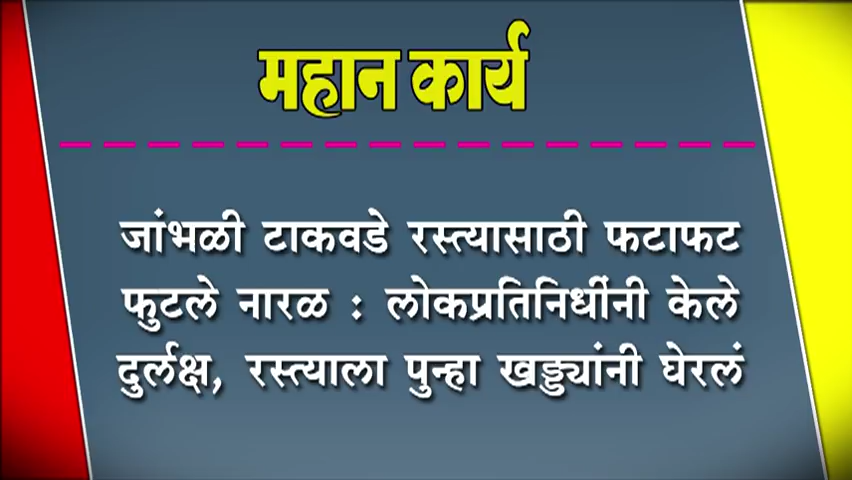 महान कार्य
जांभळी टाकवडे रस्त्यासाठी फटाफट
फुटले नारळ : लोकप्रतिनिधींनी केले
दुर्लक्ष, रस्त्याला पुन्हा खड्ड्यांनी घेरलं